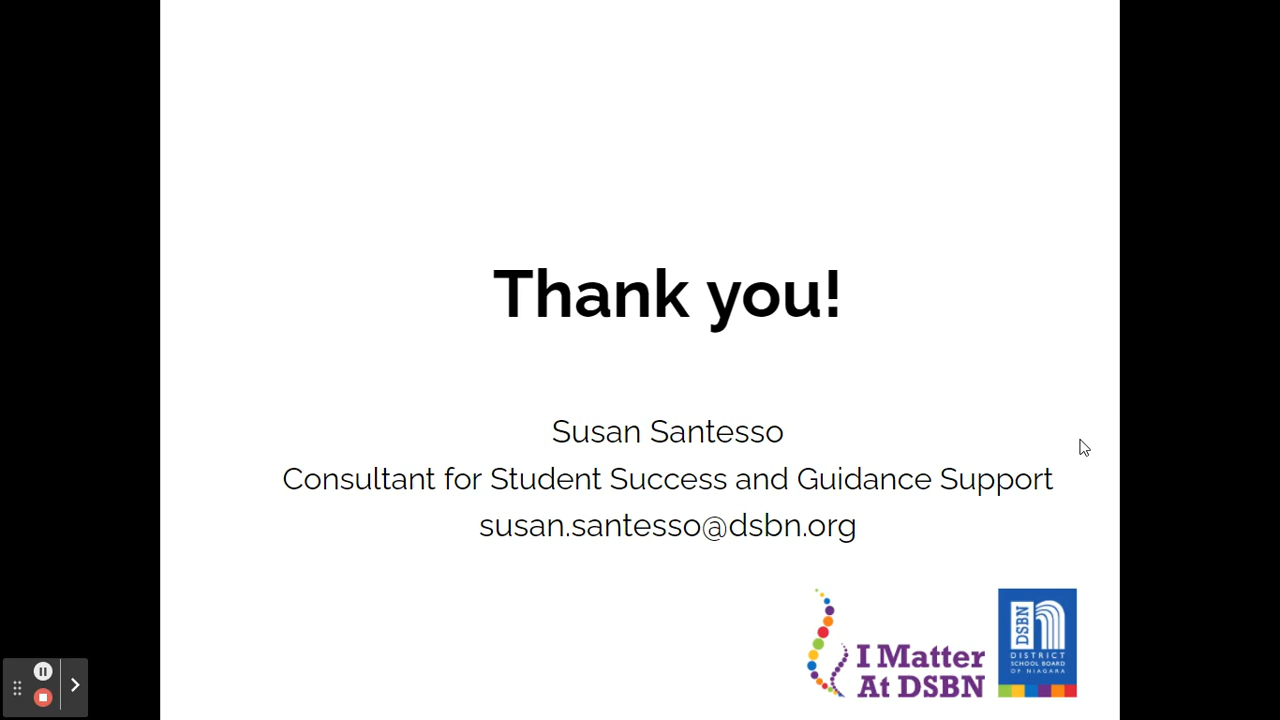 Thank you!
Susan Santesso
Consultant for Student Success and Guidance Support
susan.santesso@dsbn.org
I Matter
At DSBN
DSBN
DISTRICT
SCHOOL BOARD
OF NIAGARA